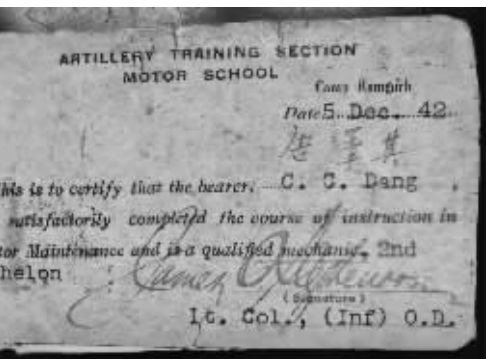 ARTILLERY TRAINING SECTION
MOTOR SCHOOL
Camp Ramgarh
Date 5 Dec. 42
his is to certify that the bearer, C. C. Dang,
satisfactorily completed the course of instruction in
tor Maintenance and is a qualified mechanic. 2nd
helon
(Signature)
Lt. Col., (Inf) O.D.